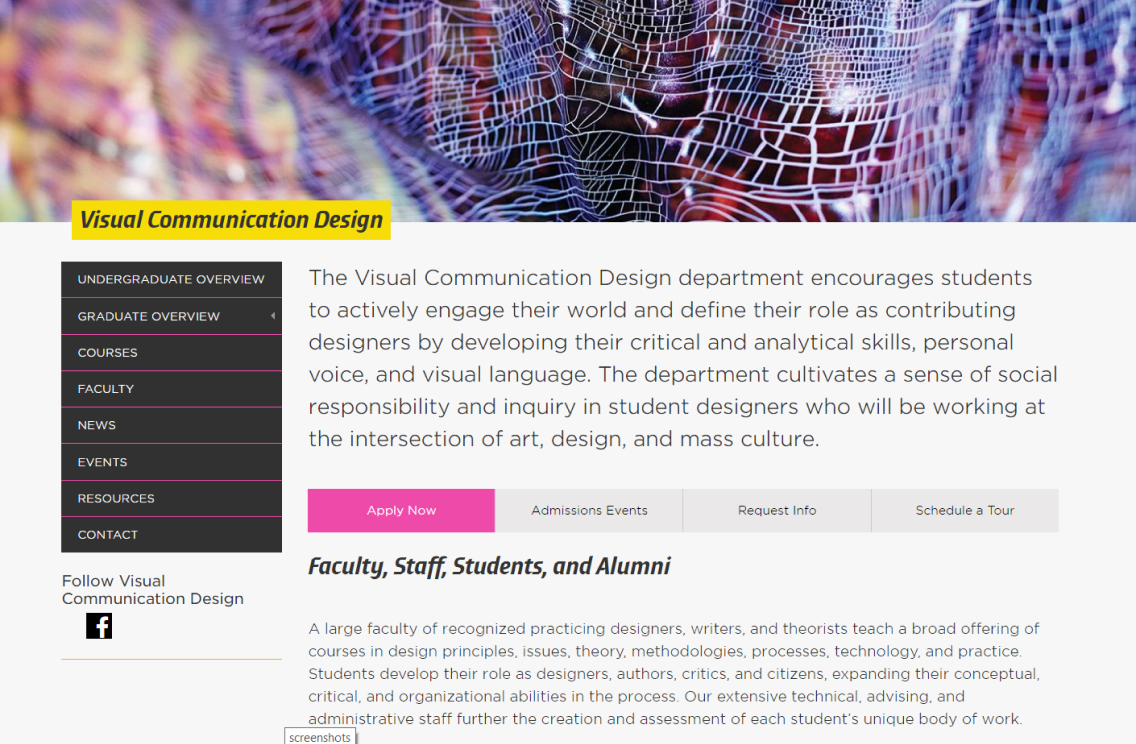 Visual Communication Design
UNDERGRADUATE OVERVIEW
GRADUATE OVERVIEW
COURSES
FACULTY
NEWS
EVENTS
RESOURCES
CONTACT
Follow Visual
Communication Design
The Visual Communication Design department encourages students
to actively engage their world and define their role as contributing
designers by developing their critical and analytical skills, personal
voice, and visual language. The department cultivates a sense of social
responsibility and inquiry in student designers who will be working at
the intersection of art, design, and mass culture.
Apply Now
Admissions Events
Request Info
Schedule a Tour
Faculty, Staff, Students, and Alumni
A large faculty of recognized practicing designers, writers, and theorists teach a broad offering of
courses in design principles, issues, theory, methodologies, processes, technology, and practice.
Students develop their role as designers, authors, critics, and citizens, expanding their conceptual,
critical, and organizational abilities in the process. Our extensive technical, advising, and
administrative staff further the creation and assessment of each student's unique body of work.
screenshots